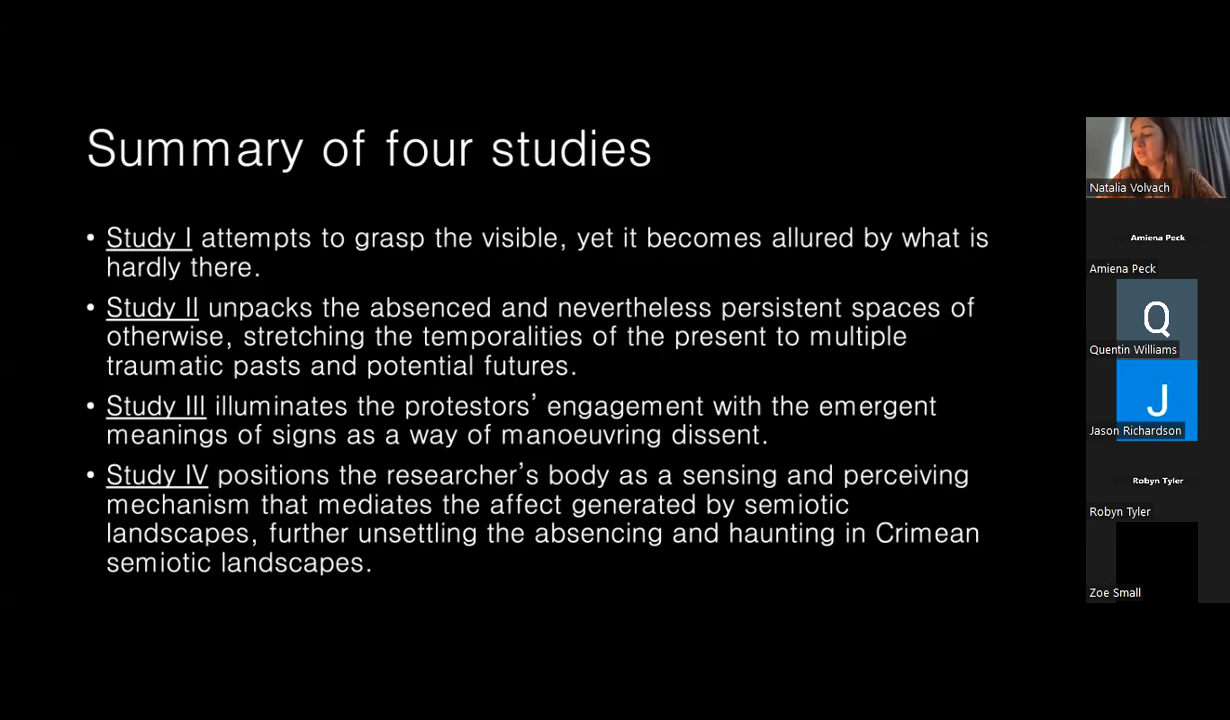 Summary of four studies
• Study I attempts to grasp the visible, yet it becomes allured by what is
hardly there.
• Study II unpacks the absenced and nevertheless persistent spaces of
otherwise, stretching the temporalities of the present to multiple
traumatic pasts and potential futures.
• Study III illuminates the protestors’ engagement with the emergent
meanings of signs as a way of manoeuvring dissent.
• Study IV positions the researcher’s body as a sensing and perceiving
mechanism that mediates the affect generated by semiotic
landscapes, further unsettling the absencing and haunting in Crimean
semiotic landscapes.
Natalia Volvach
Amiena Peck
Amiena Peck
Q
Quentin Williams
J
Jason Richardson
Robyn Tyler
Robyn Tyler
Zoe Small